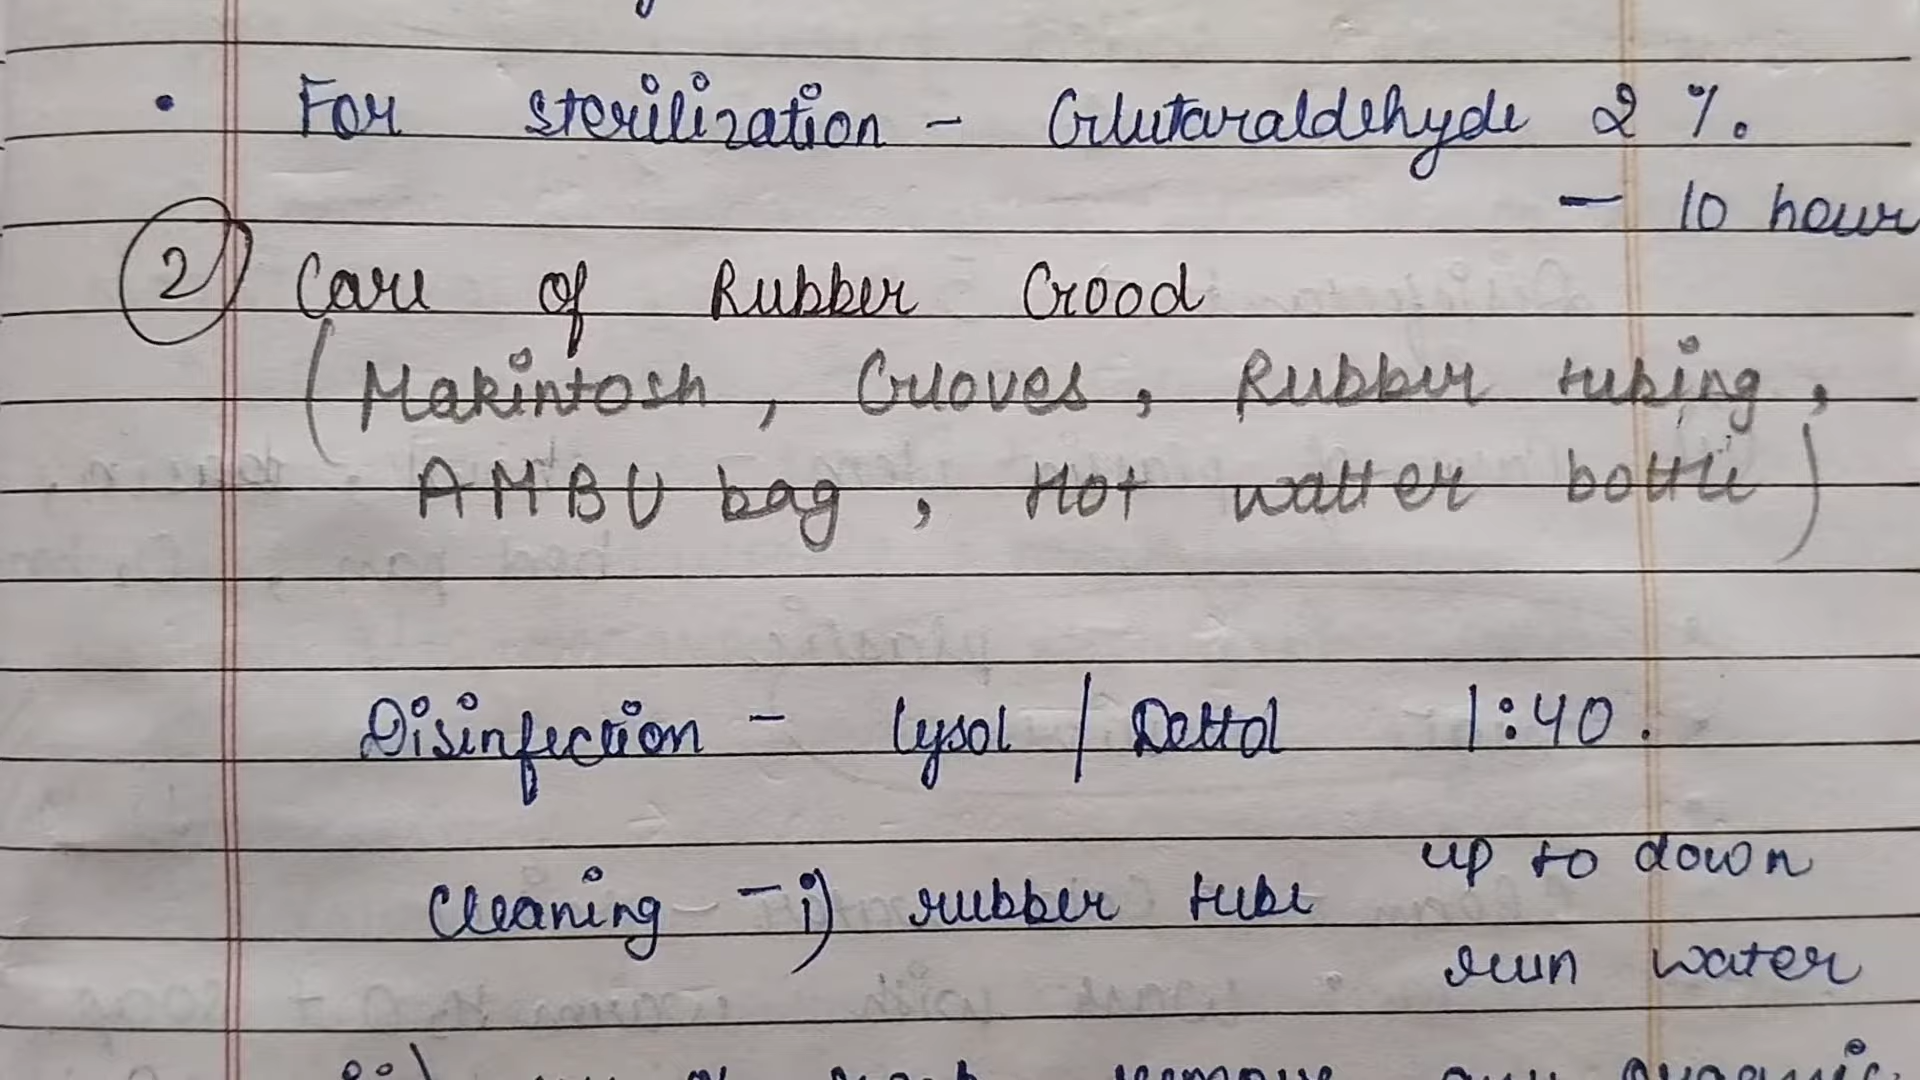 • For sterilization - Glutaraldehyde 2 %.
— 10 hour
2) Care of Rubber Good
(Makintosh, Gloves, Rubber tubing,
AMBU bag, Hot watter bottle)
Disinfection - lysol / Dettol 1:40.
up to down
Cleaning - i) rubber tube
run water